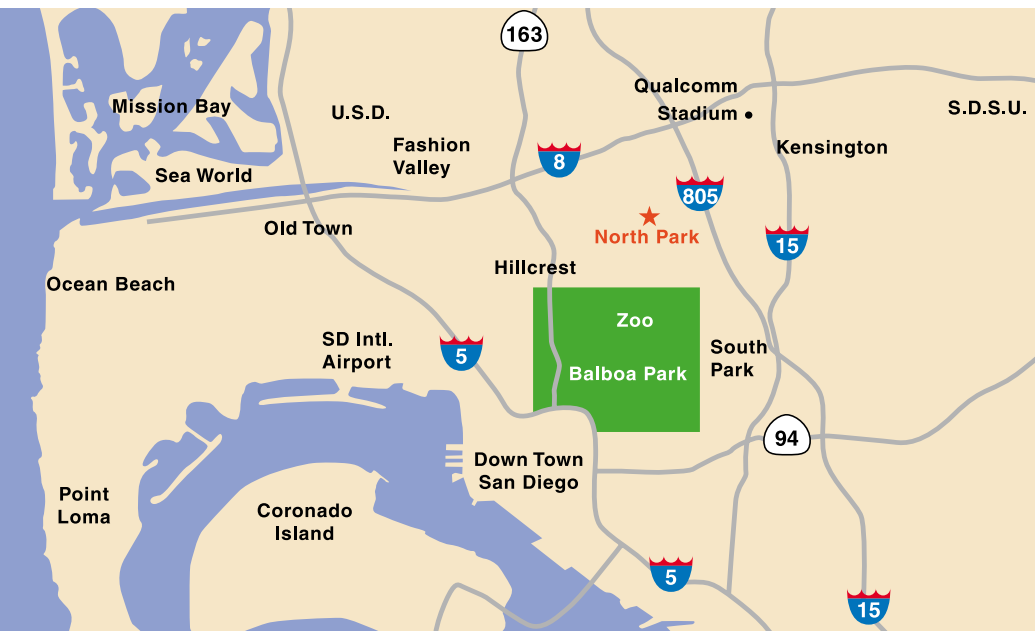 163
Qualcomm
Stadium
Mission Bay
U.S.D.
S.D.S.U.
Fashion
Valley
Kensington
8
Sea World
805
Old Town
North Park
15
Hillcrest
Ocean Beach
Zoo
SD Intl.
Airport
5
South
Park
Balboa Park
94
Down Town
San Diego
Point
Loma
Coronado
Island
5
15